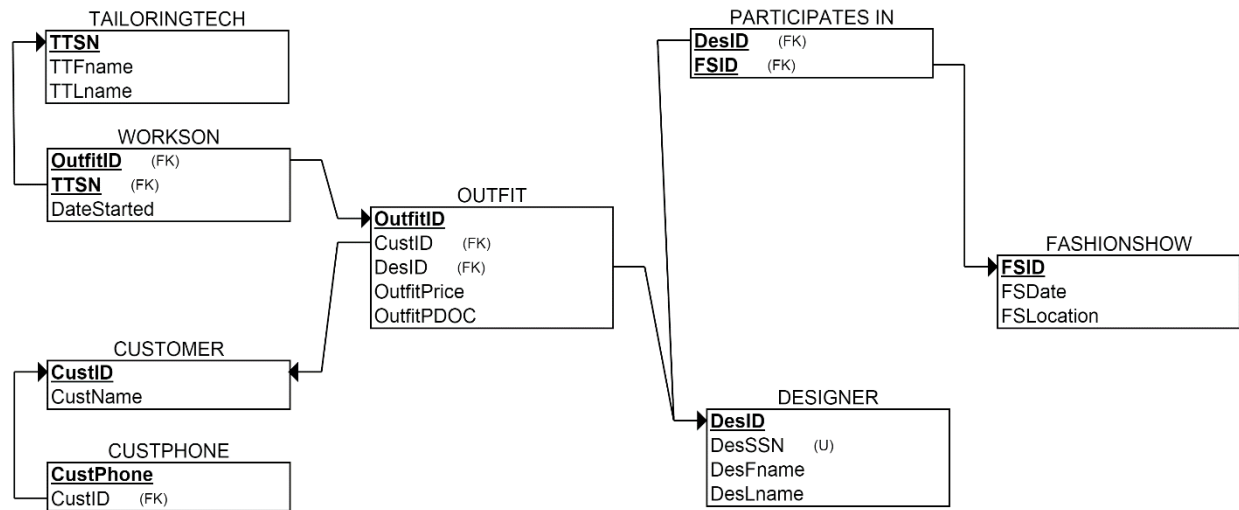 TAILORINGTECH
TTSN
TTFname
TTLname
WORKSON
OutfitID (FK)
TTSN (FK)
DateStarted
CUSTOMER
CustID
CustName
CUSTPHONE
CustPhone
CustID (FK)
OUTFIT
OutfitID
CustID (FK)
DesID (FK)
OutfitPrice
OutfitPDOC
PARTICIPATES IN
DesID (FK)
FSID (FK)
DESIGNER
DesID
DesSSN (U)
DesFname
DesLname
FASHIONSHOW
FSID
FSDate
FSLocation